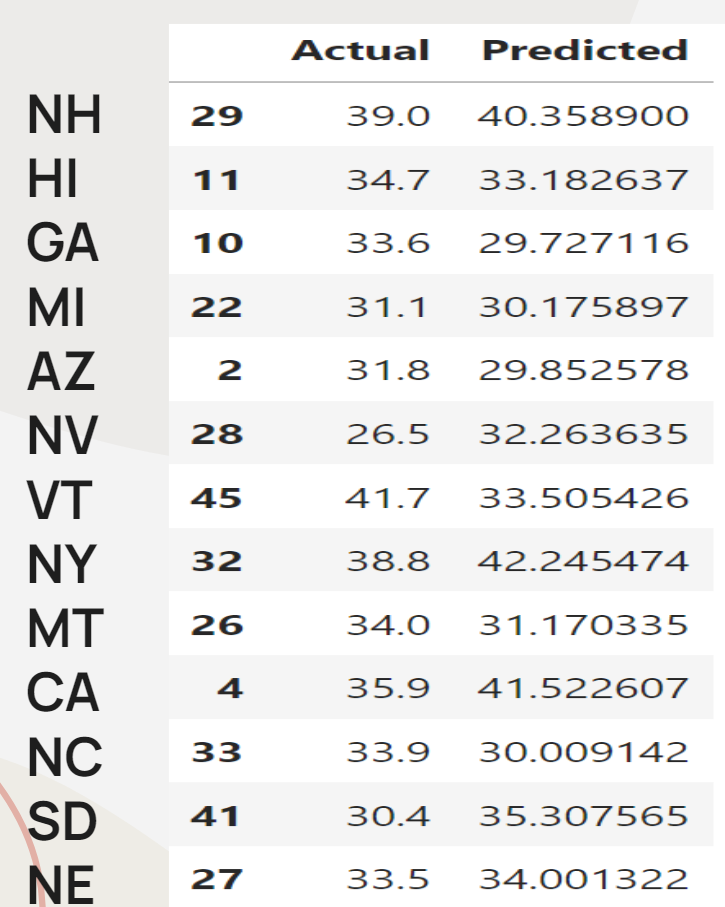 Actual Predicted
NH 29 39.0 40.358900
HI 11 34.7 33.182637
GA 10 33.6 29.727116
MI 22 31.1 30.175897
AZ 2 31.8 29.852578
NV 28 26.5 32.263635
VT 45 41.7 33.505426
NY 32 38.8 42.245474
MT 26 34.0 31.170335
CA 4 35.9 41.522607
NC 33 33.9 30.009142
SD 41 30.4 35.307565
NE 27 33.5 34.001322